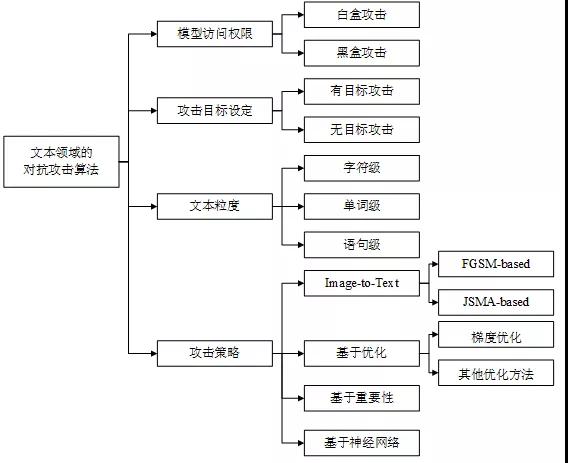 文本领域的
对抗攻击算法
模型访问权限
白盒攻击
黑盒攻击
攻击目标设定
有目标攻击
无目标攻击
文本粒度
字符级
单词级
语句级
攻击策略
Image-to-Text
FGSM-based
JSMA-based
基于优化
梯度优化
其他优化方法
基于重要性
基于神经网络